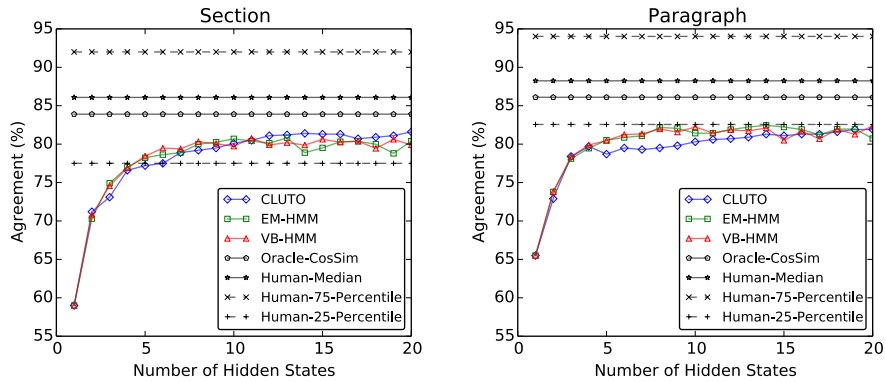 Section
95
90
85
80
75
70
65
60
55
Agreement (%)
0 5 10 15 20
Number of Hidden States
CLUTO
EM-HMM
VB-HMM
Oracle-CosSim
Human-Median
Human-75-Percentile
Human-25-Percentile
Paragraph
95
90
85
80
75
70
65
60
55
Agreement (%)
0 5 10 15 20
Number of Hidden States
CLUTO
EM-HMM
VB-HMM
Oracle-CosSim
Human-Median
Human-75-Percentile
Human-25-Percentile